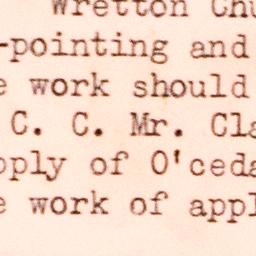 Wretton Chu
-pointing and
e work should
C. C. Mr. Cla
pply of O'ceda
e work of appl